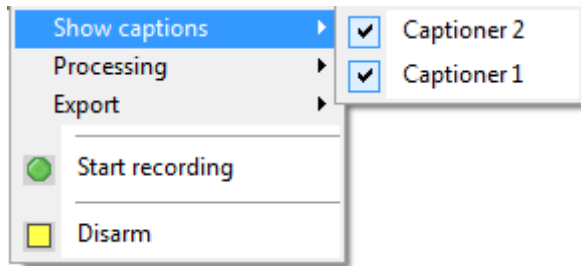 Show captions
Processing
Export
Start recording
Disarm
Captioner 2
Captioner 1